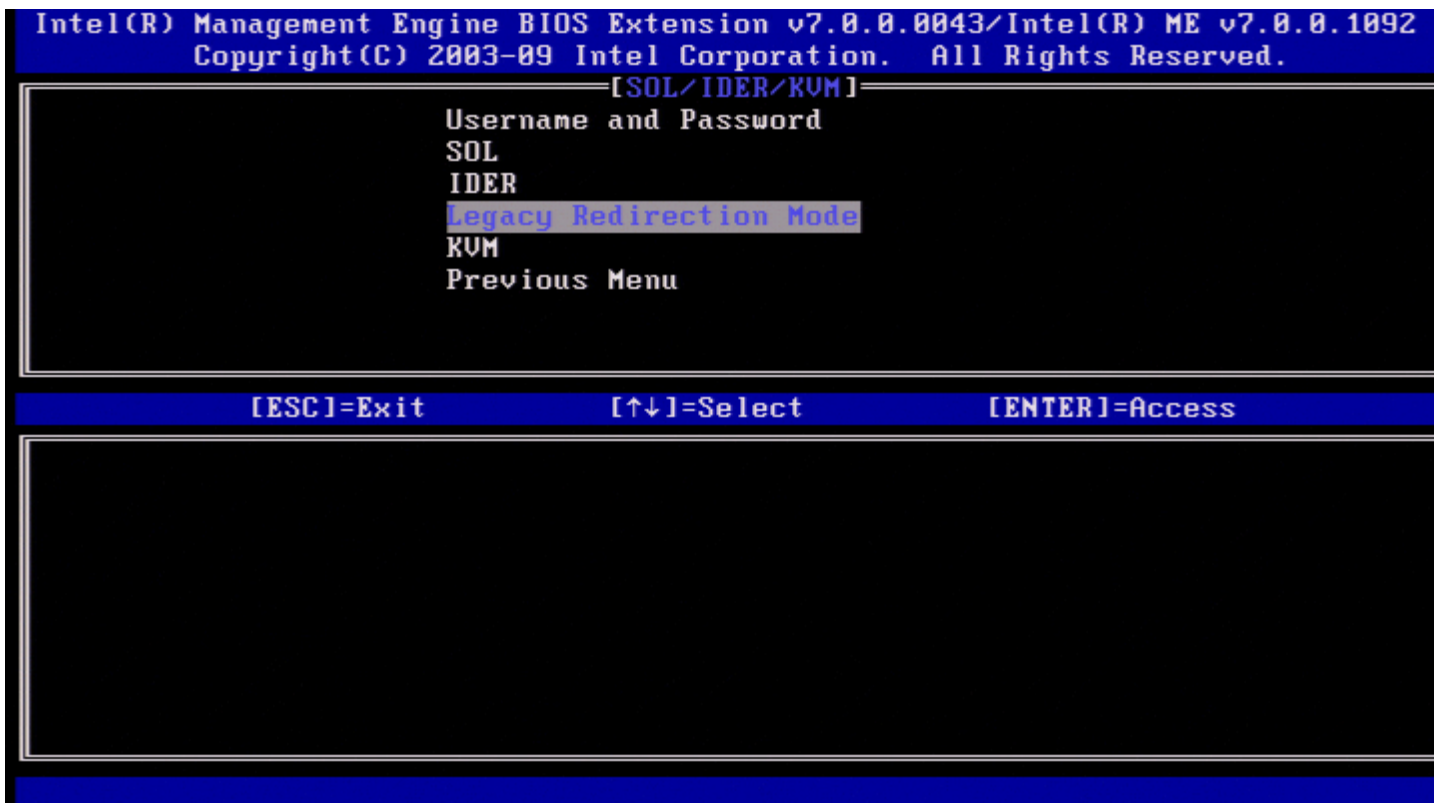 Intel(R) Management Engine BIOS Extension v7.0.0.0043/Intel(R) ME v7.0.0.1092
Copyright(C) 2003-09 Intel Corporation. All Rights Reserved.
[SOL/IDER/KVM]
Username and Password
SOL
IDER
Legacy Redirection Mode
KVM
Previous Menu
[ESC]=Exit [↑↓]=Select [ENTER]=Access